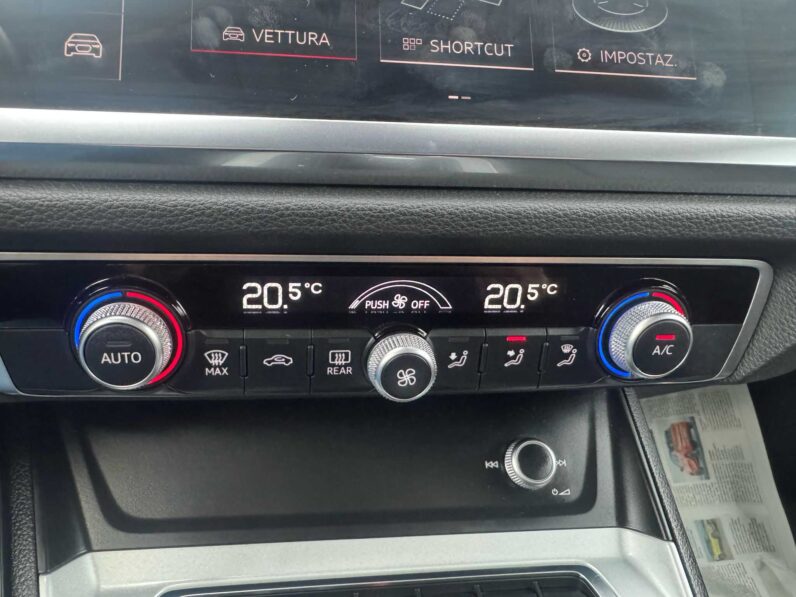 VETTURA
SHORTCUT
IMPOSTAZ.
20.5°C
PUSH OFF
20.5°C
AUTO
MAX
REAR
A/C